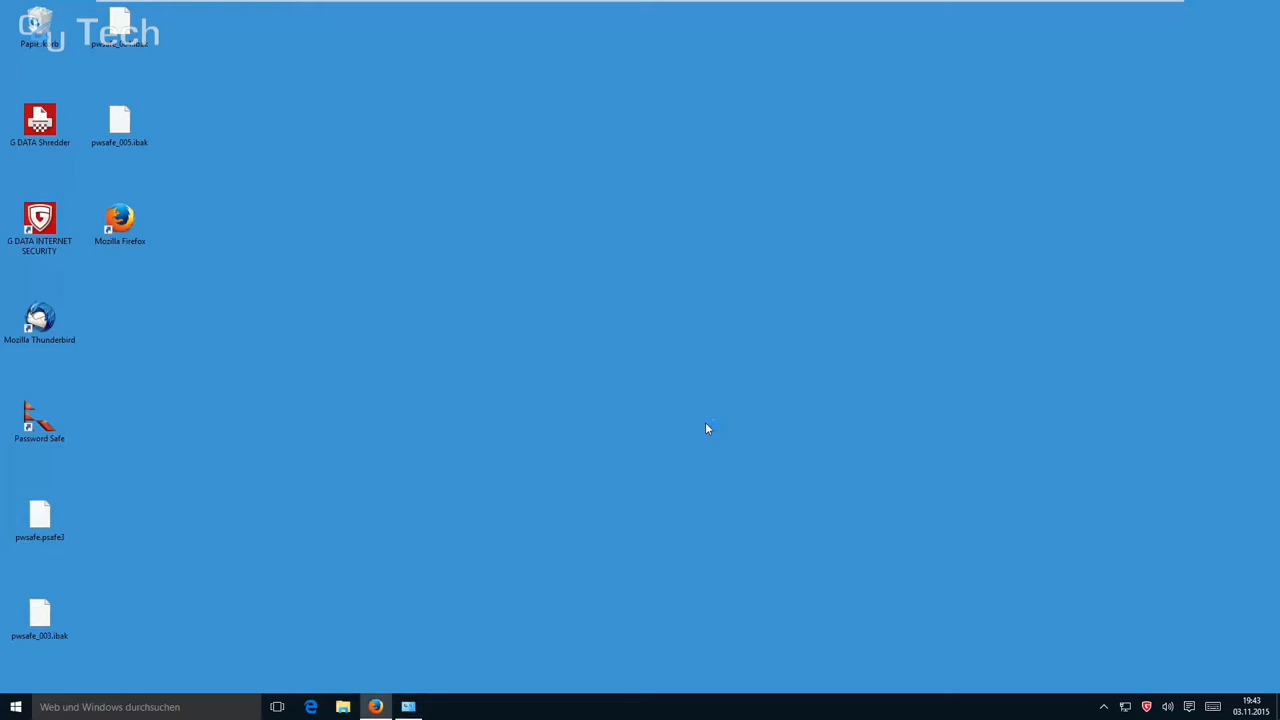 Tech
G DATA Shredder
pwsafe_005.ibak
G DATA INTERNET
SECURITY
Mozilla Firefox
Mozilla Thunderbird
Password Safe
pwsafe.psafe3
pwsafe_003.ibak
Web und Windows durchsuchen
19:43
03.11.2015